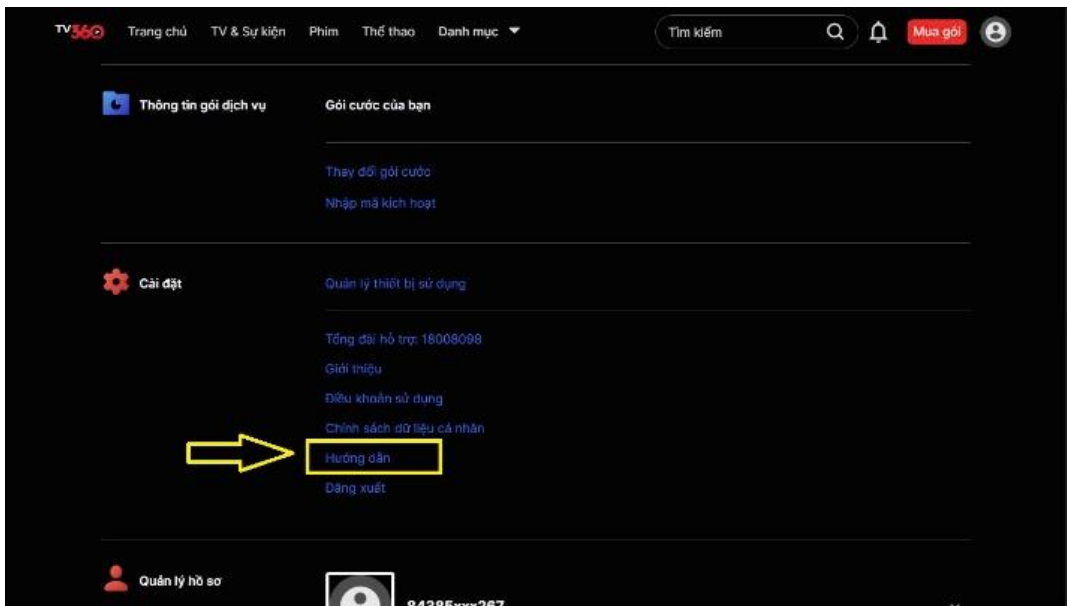 TV360 Trang chủ TV & Sự kiện Phim Thể thao Danh mục Tìm kiếm Mua gói
Thông tin gói dịch vụ Gói cước của bạn
Thay đổi gói cước
Nhập mã kích hoạt
Cài đặt Quản lý thiết bị sử dụng
Tổng đài hỗ trợ: 18008098
Giới thiệu
Điều khoản sử dụng
Chính sách dữ liệu cá nhân
Hướng dẫn
Đăng xuất
Quản lý hồ sơ
84385xxx267